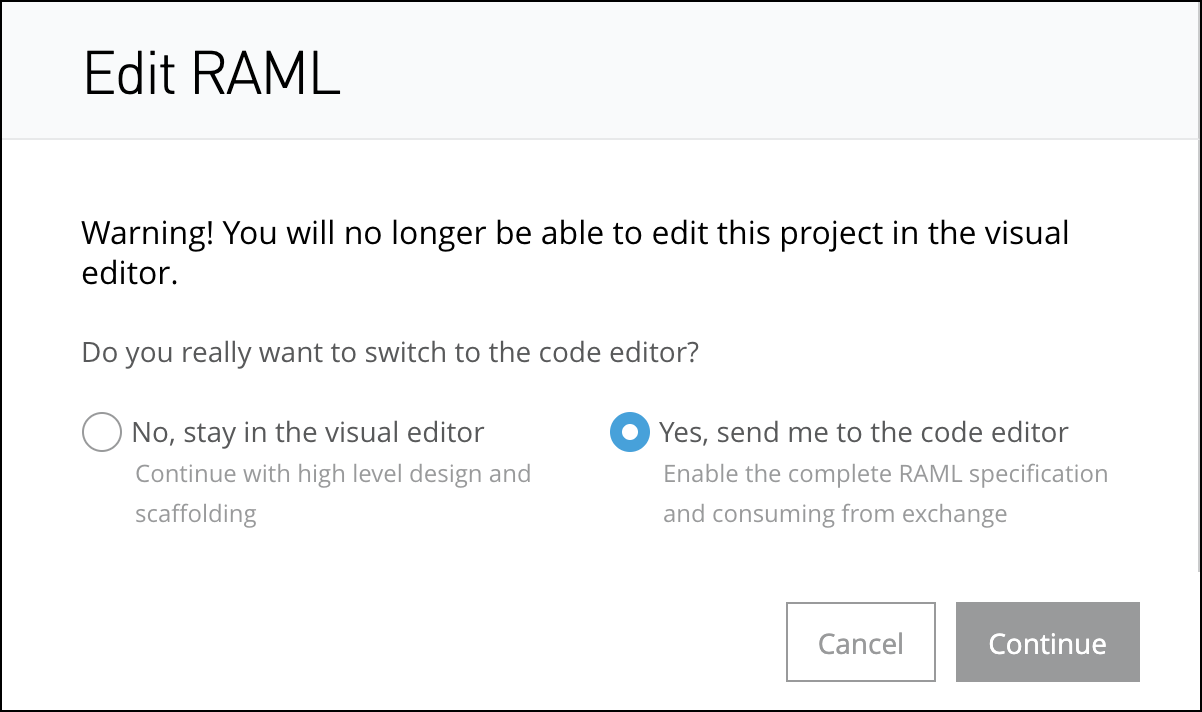 Edit RAML
Warning! You will no longer be able to edit this project in the visual
editor.
Do you really want to switch to the code editor?
No, stay in the visual editor
Continue with high level design and
scaffolding
Yes, send me to the code editor
Enable the complete RAML specification
and consuming from exchange
Cancel
Continue